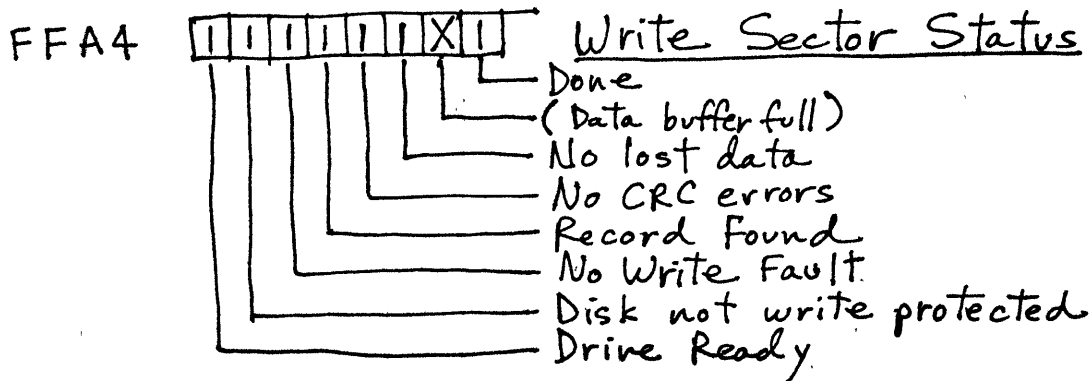 FFA4 1 1 1 1 1 1 X 1 Write Sector Status
Done
(Data buffer full)
No lost data
No CRC errors
Record Found
No Write Fault
Disk not write protected
Drive Ready